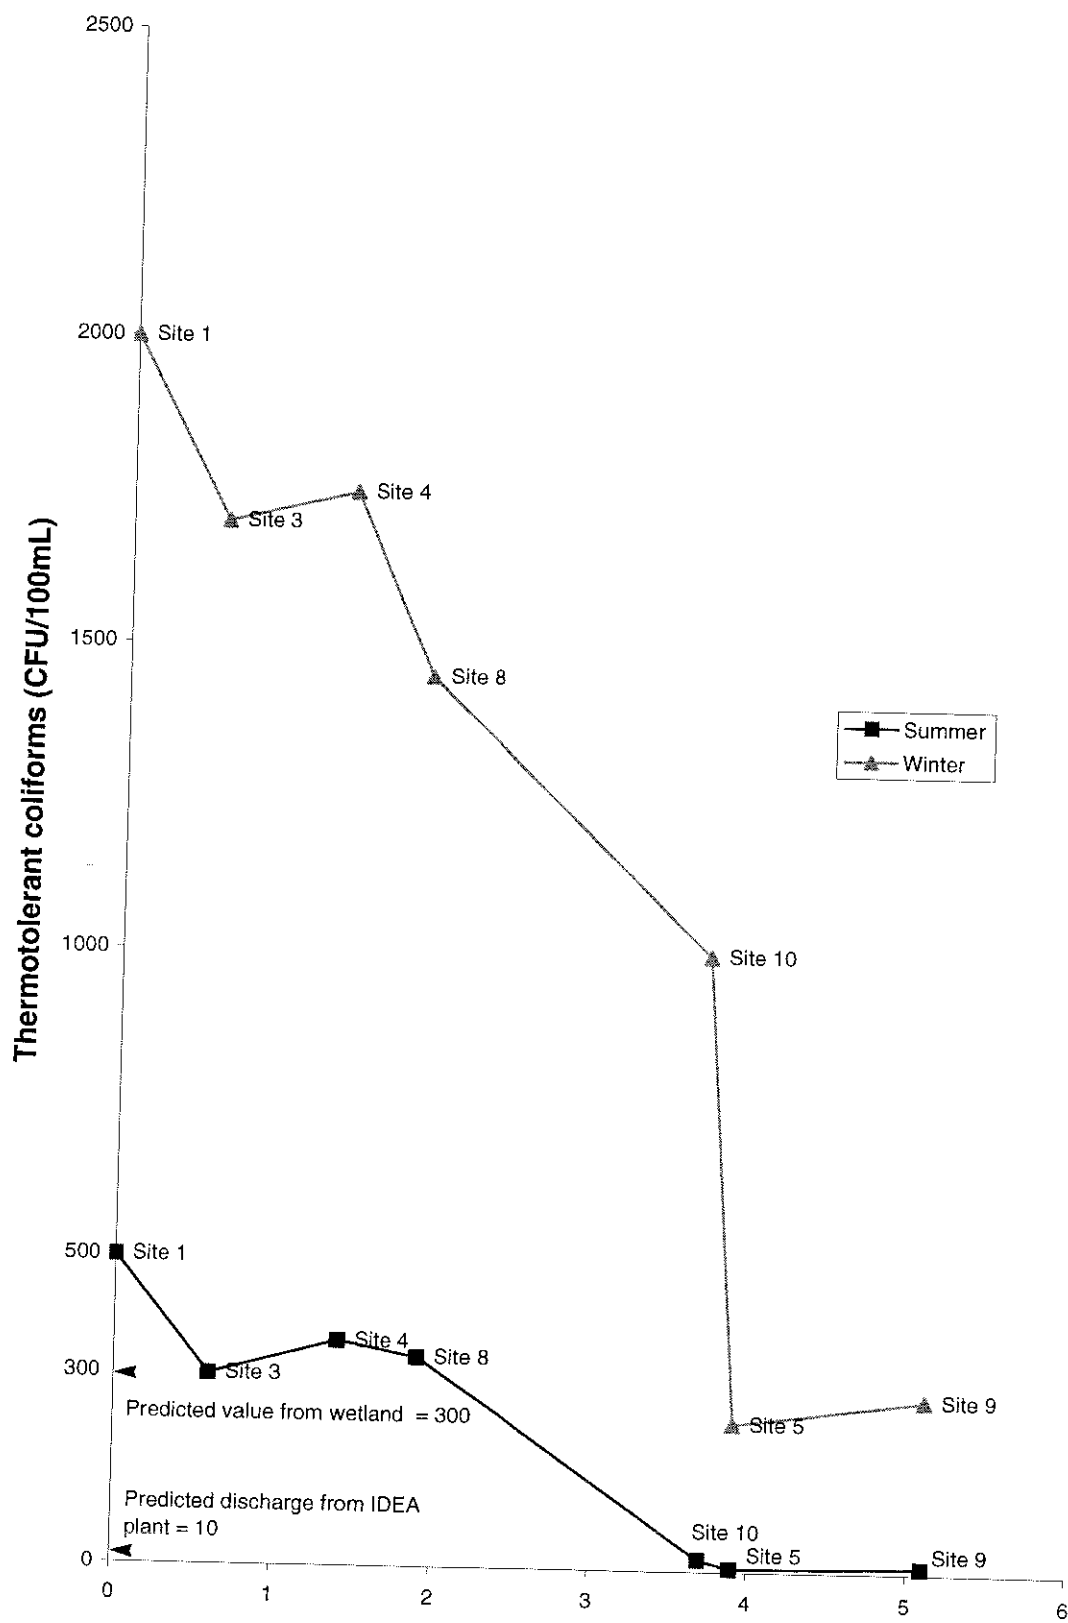 2500
2000
Site 1
Site 3
Site 4
1500
Site 8
Thermotolerant coliforms (CFU/100mL)
Summer
Winter
1000
Site 10
500
Site 1
Site 4
Site 8
300
Site 3
Predicted value from wetland = 300
Site 5
Site 9
Predicted discharge from IDEA
plant = 10
Site 10
Site 5
Site 9
0
0
1
2
3
4
5
6